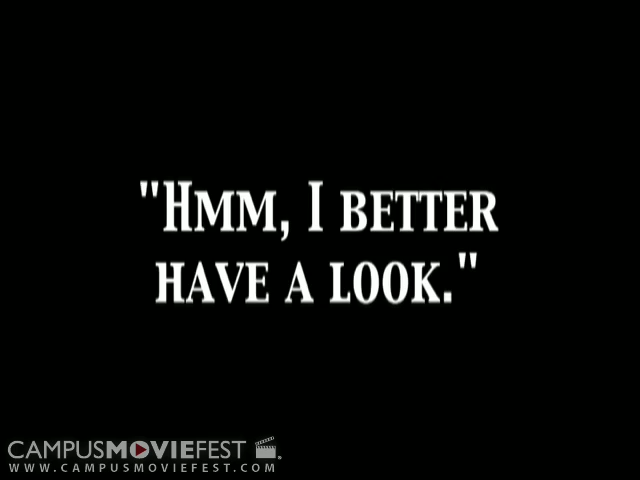 "Hmm, I better
have a look."
CAMPUSMOVIEFEST
WWW.CAMPUSMOVIEFEST.COM